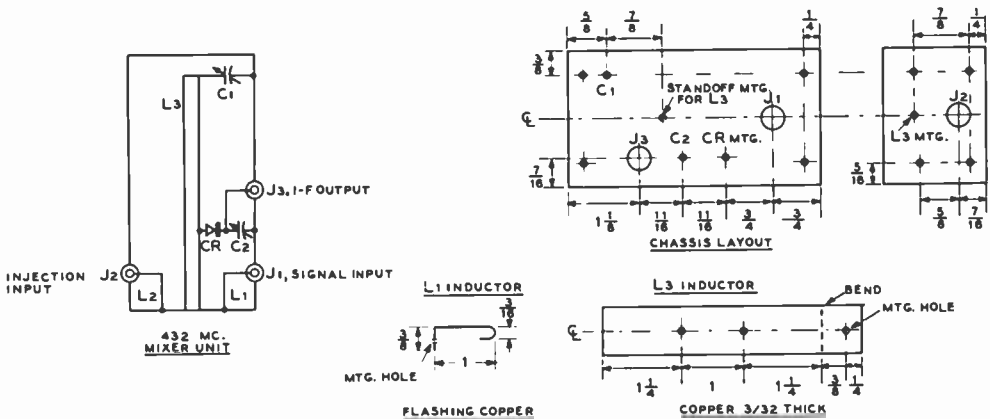 L3
C1
J3, I-F OUTPUT
CR
C2
INJECTION
INPUT
J2
J1, SIGNAL INPUT
L2
L1
432 MC.
MIXER UNIT
5/8
7/8
1/4
3/8
C1
STANDOFF MTG.
FOR L3
J1
℄
J3
C2
CR MTG.
7/16
1 1/8
11/16
11/16
3/4
3/4
CHASSIS LAYOUT
7/8
1/4
J2
L3 MTG.
5/16
5/8
7/16
L1 INDUCTOR
3/16
3/8
1
MTG. HOLE
FLASHING COPPER
L3 INDUCTOR
BEND
MTG. HOLE
℄
1 1/4
1
1 1/4
3/8
1/4
COPPER 3/32 THICK